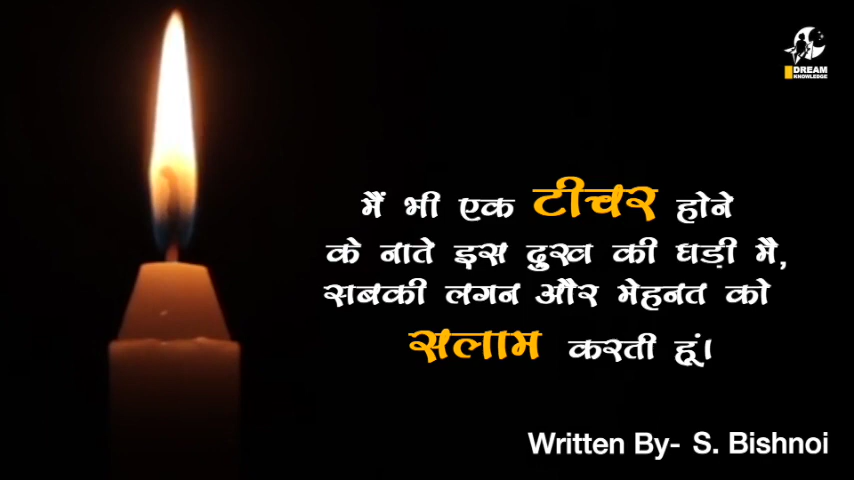 DREAM
KNOWLEDGE
मैं भी एक टीचर होने
के नाते इस दुख की घड़ी मै,
सबकी लगन और मेहनत को
सलाम करती हूं।
Written By- S. Bishnoi